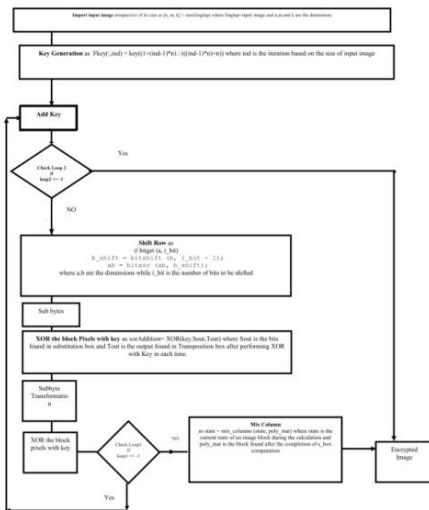 Import input image irrespective of its size as [n, m, k] = size(IngInp) where IngInp=input image and n,m and k are the dimensions
Key Generation as Fkey(:,:ind) = key((1+(ind-1)*n) : (((ind-1)*n)+n)) where ind is the iteration based on the size of input image
Add Key
Check Loop 2
if
loop2 == -1
Yes
NO
Shift Row as
if bitget (a, i_bit)
b_shift = bitshift (b, i_bit - 1);
ab = bitxor (ab, b_shift);
where a,b are the dimensions while i_bit is the number of bits to be shifted
Sub bytes
XOR the block Pixels with key as xorAddition= XOR(key,Sout,Tout) where Sout is the bits
found in substitution box and Tout is the output found in Transposition box after performing XOR
with Key in each time
Subbyte
Transformatio
n
XOR the block
pixels with key
Check Loop1
if
loop1 == -1
NO
Yes
Mix Column
as state = mix_columns (state, poly_mat) where state is the
current state of an image block during the calculation and
poly_mat is the block found after the completion of s_box
computation
Encrypted
Image